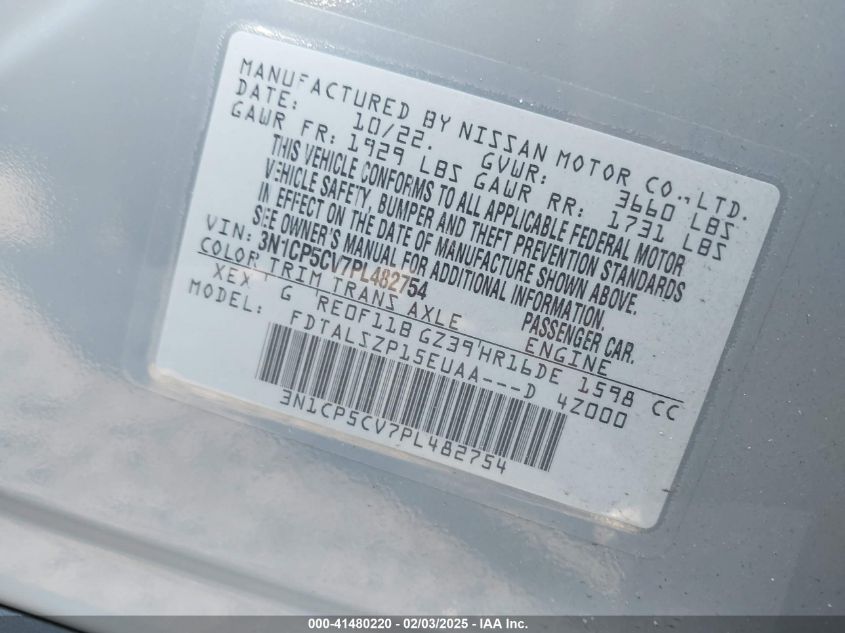 MANUFACTURED BY NISSAN MOTOR CO., LTD.
DATE: 10/22. GVWR: 3660 LBS
GAWR FR: 1929 LBS GAWR RR: 1731 LBS
THIS VEHICLE CONFORMS TO ALL APPLICABLE FEDERAL MOTOR
VEHICLE SAFETY, BUMPER AND THEFT PREVENTION STANDARDS
IN EFFECT ON THE DATE OF MANUFACTURE SHOWN ABOVE.
SEE OWNER'S MANUAL FOR ADDITIONAL INFORMATION.
VIN: 3N1CP5CV7PL482754 PASSENGER CAR.
COLOR TRIM TRANS AXLE ENGINE
XEX G RE0F11B GZ39 HR16DE 1598 CC
MODEL: FDTALSZP15EUAA---D 4Z000
3N1CP5CV7PL482754
000-41480220 - 02/03/2025 - IAA Inc.